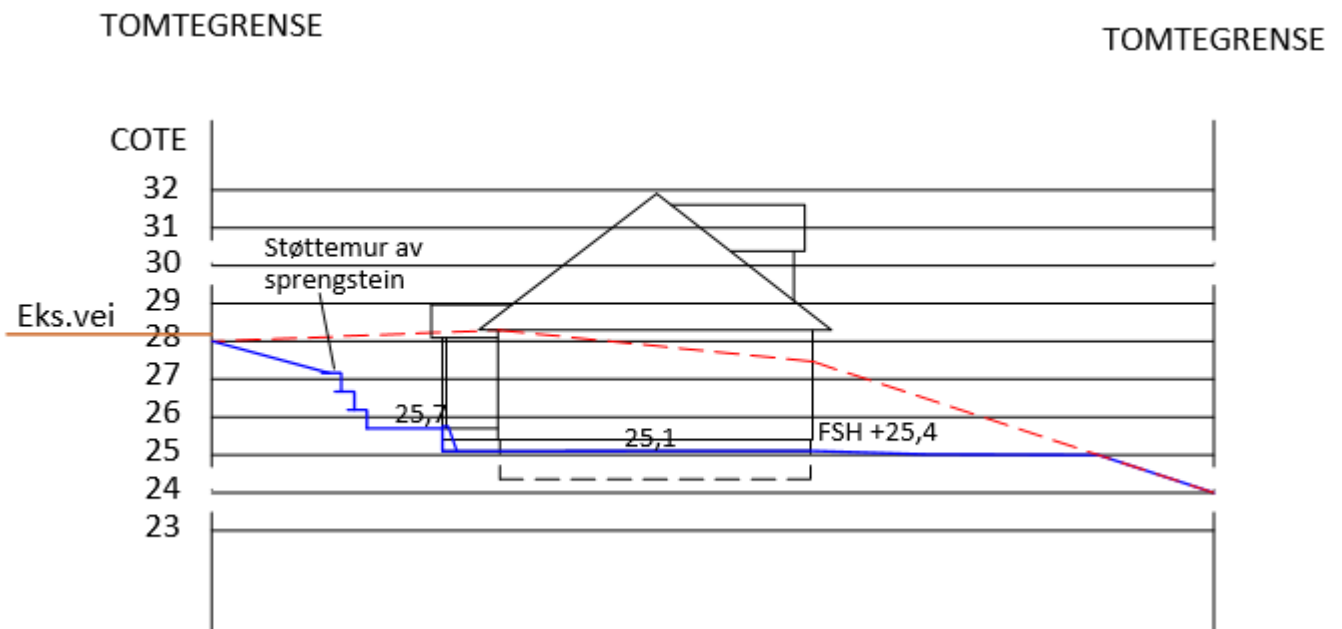 TOMTEGRENSE
TOMTEGRENSE
COTE
32
31
Støttemur av
sprengstein
30
29
Eks.vei
28
27
26
25,7
25,1
FSH +25,4
25
24
23